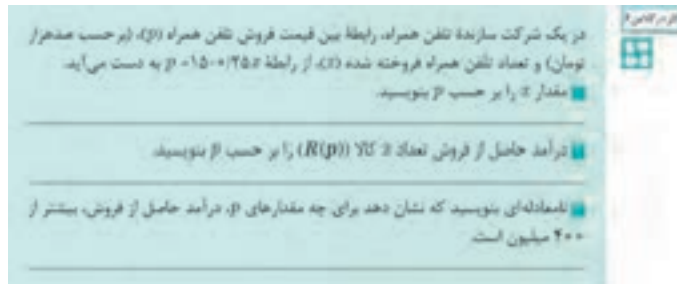 کار در کلاس ۲
در یک شرکت سازندهٔ تلفن همراه، رابطهٔ بین قیمت فروش تلفن همراه (p)، (برحسب صدهزار
تومان) و تعداد تلفن همراه فروخته شده (x)، از رابطهٔ p = ۱۵۰-۰/۲۵x به دست می‌آید.
مقدار x را بر حسب p بنویسید.
درآمد حاصل از فروش تعداد x کالا (R(p)) را بر حسب p بنویسید.
نامعادله‌ای بنویسید که نشان دهد برای چه مقدارهای p، درآمد حاصل از فروش، بیشتر از
۴۰۰ میلیون است.